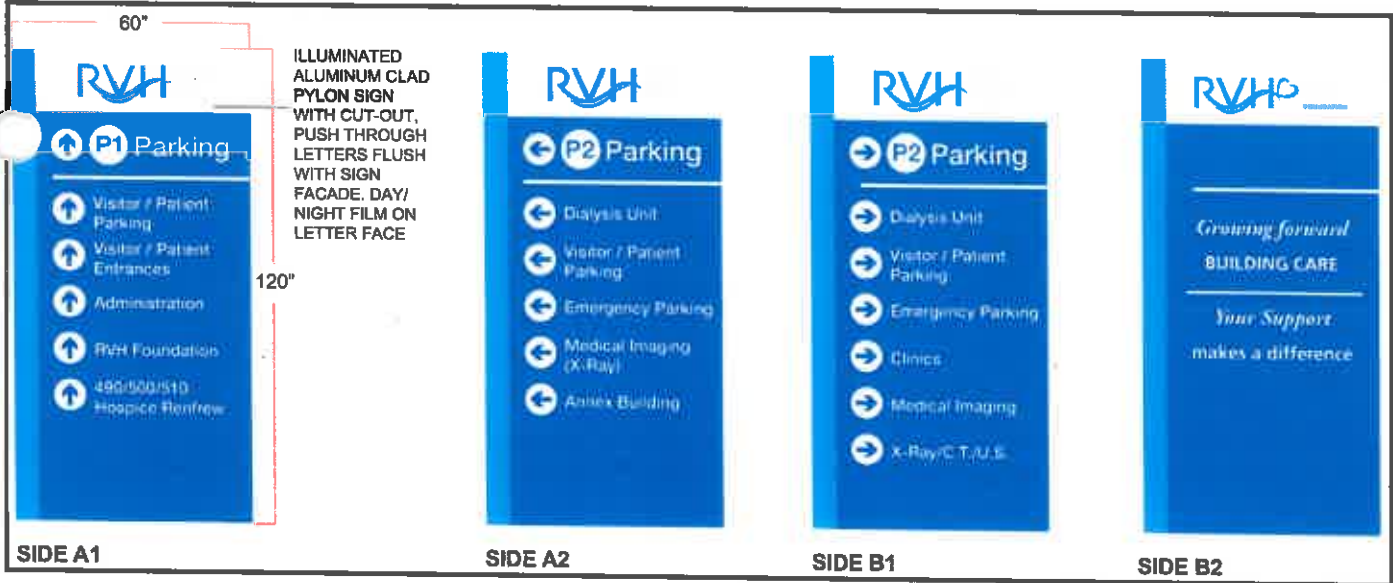 60"
120"
ILLUMINATED
ALUMINUM CLAD
PYLON SIGN
WITH CUT-OUT,
PUSH THROUGH
LETTERS FLUSH
WITH SIGN
FACADE. DAY/
NIGHT FILM ON
LETTER FACE
RVH
P1 Parking
Visitor / Patient
Parking
Visitor / Patient
Entrances
Administration
RVH Foundation
490/500/510
Hospice Renfrew
SIDE A1
RVH
P2 Parking
Dialysis Unit
Visitor / Patient
Parking
Emergency Parking
Medical Imaging
(X-Ray)
Annex Building
SIDE A2
RVH
P2 Parking
Dialysis Unit
Visitor / Patient
Parking
Emergency Parking
Clinics
Medical Imaging
X-Ray/C.T./U.S.
SIDE B1
RVH
Growing forward
BUILDING CARE
Your Support
makes a difference
SIDE B2